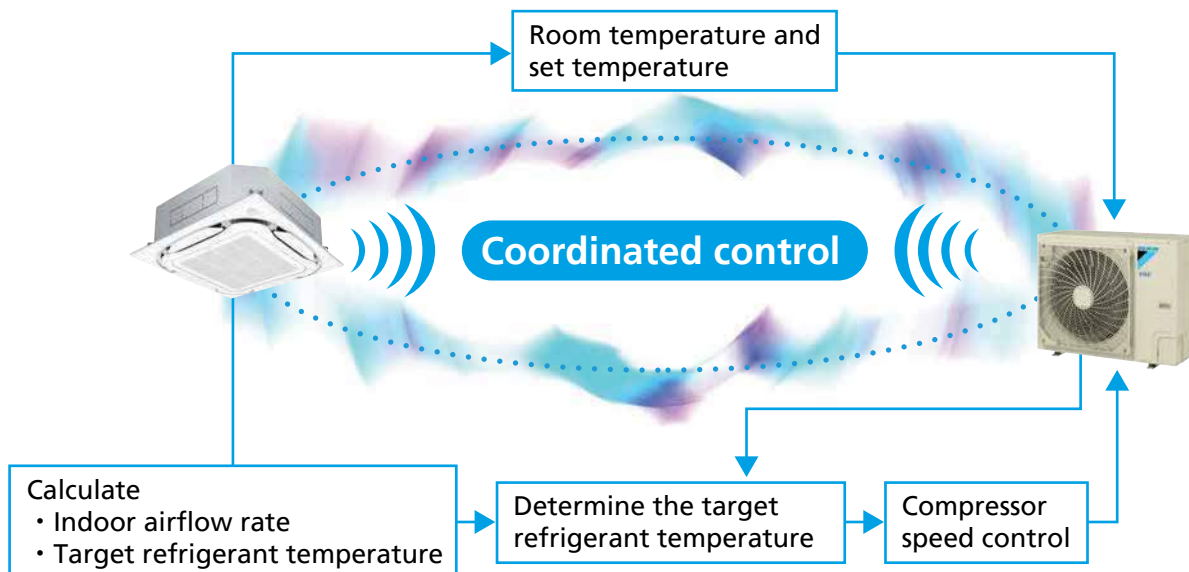 Room temperature and
set temperature
Coordinated control
Calculate
・Indoor airflow rate
・Target refrigerant temperature
Determine the target
refrigerant temperature
Compressor
speed control